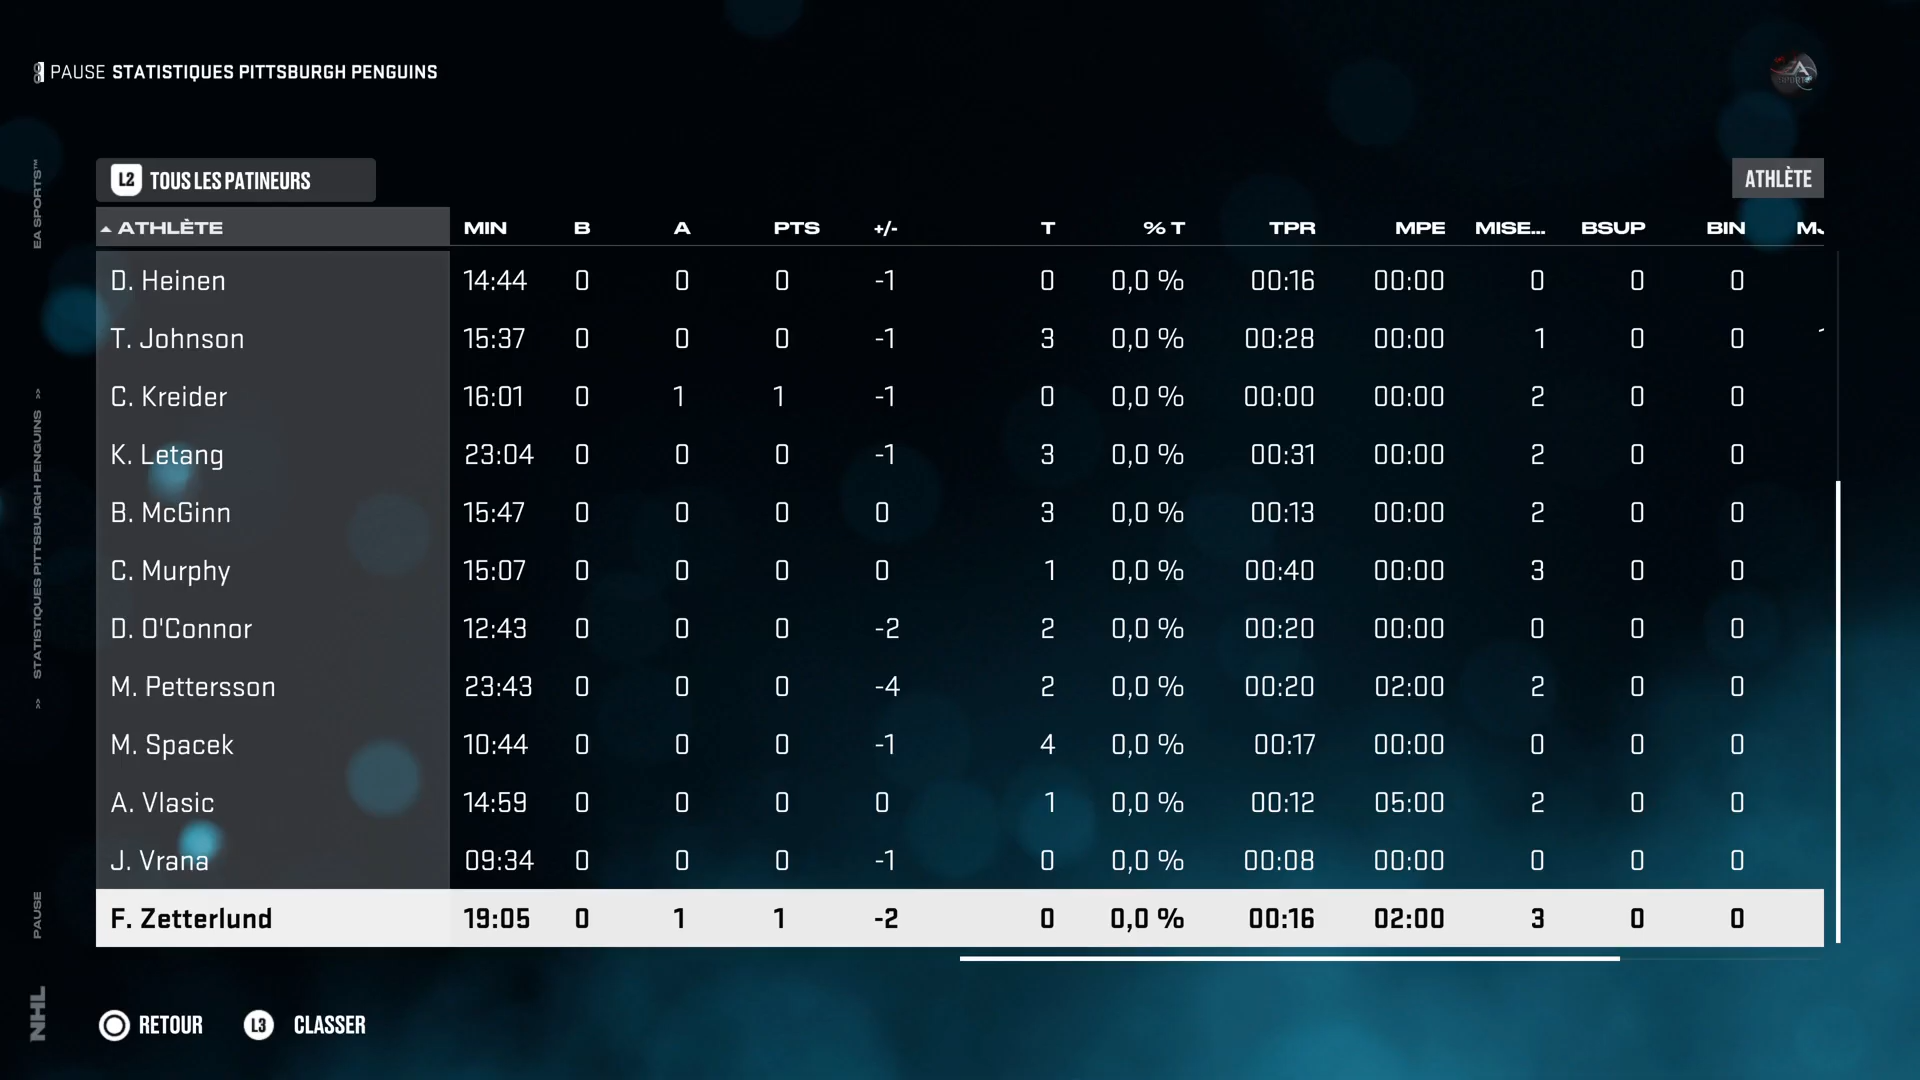 PAUSE STATISTIQUES PITTSBURGH PENGUINS
L2 TOUS LES PATINEURS
ATHLÈTE
ATHLÈTE MIN B A PTS +/- T % T TPR MPE MISE... BSUP BIN
D. Heinen 14:44 0 0 0 -1 0 0,0 % 00:16 00:00 0 0 0
T. Johnson 15:37 0 0 0 -1 3 0,0 % 00:28 00:00 1 0 0
C. Kreider 16:01 0 1 1 -1 0 0,0 % 00:00 00:00 2 0 0
K. Letang 23:04 0 0 0 -1 3 0,0 % 00:31 00:00 2 0 0
B. McGinn 15:47 0 0 0 0 3 0,0 % 00:13 00:00 2 0 0
C. Murphy 15:07 0 0 0 0 1 0,0 % 00:40 00:00 3 0 0
D. O'Connor 12:43 0 0 0 -2 2 0,0 % 00:20 00:00 0 0 0
M. Pettersson 23:43 0 0 0 -4 2 0,0 % 00:20 02:00 2 0 0
M. Spacek 10:44 0 0 0 -1 4 0,0 % 00:17 00:00 0 0 0
A. Vlasic 14:59 0 0 0 0 1 0,0 % 00:12 05:00 2 0 0
J. Vrana 09:34 0 0 0 -1 0 0,0 % 00:08 00:00 0 0 0
F. Zetterlund 19:05 0 1 1 -2 0 0,0 % 00:16 02:00 3 0 0
RETOUR L3 CLASSER
NHL PAUSE >> STATISTIQUES PITTSBURGH PENGUINS >> EA SPORTS™